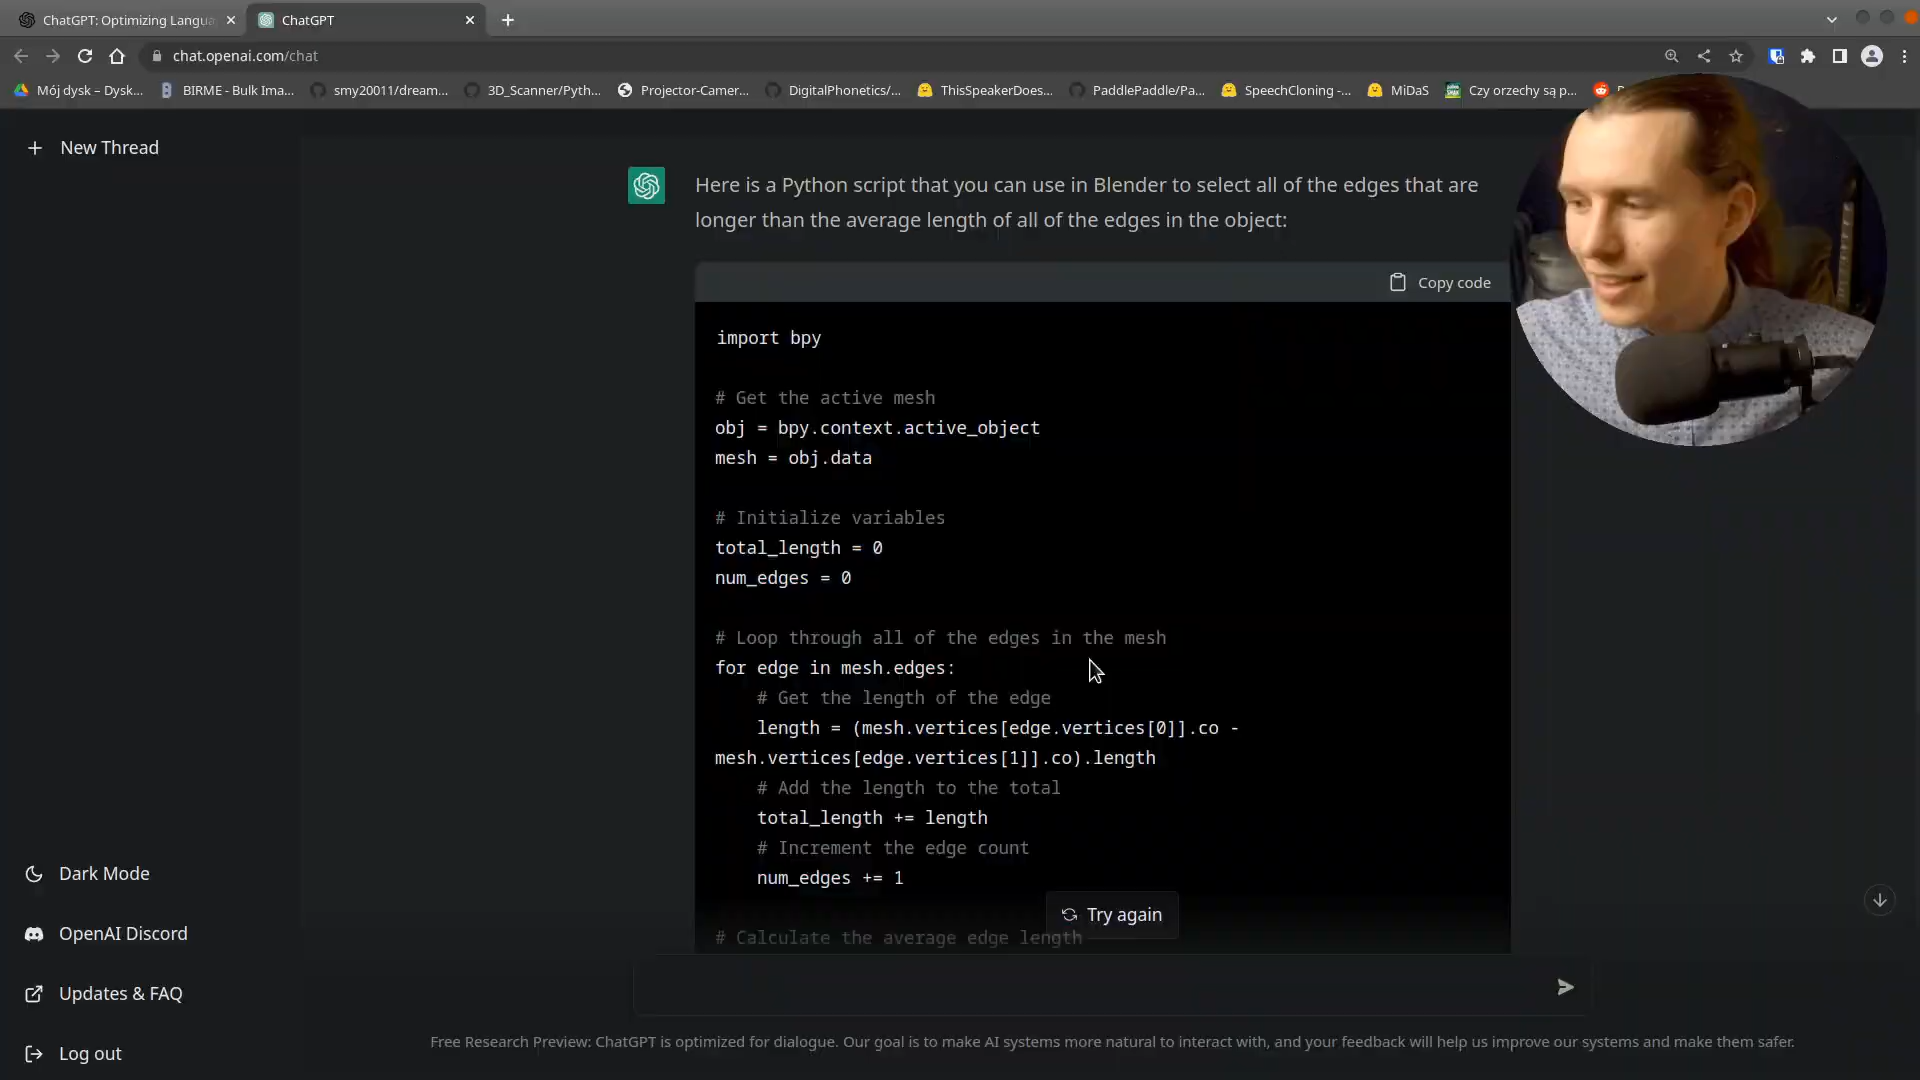 ChatGPT: Optimizing Langua
ChatGPT
chat.openai.com/chat
Mój dysk – Dysk...
BIRME - Bulk Ima...
smy20011/dream...
3D_Scanner/Pyth...
Projector-Camer...
DigitalPhonetics/...
ThisSpeakerDoes...
PaddlePaddle/Pa...
SpeechCloning -...
MiDaS
Czy orzechy są p...
New Thread
Here is a Python script that you can use in Blender to select all of the edges that are
longer than the average length of all of the edges in the object:
Copy code
import bpy
# Get the active mesh
obj = bpy.context.active_object
mesh = obj.data
# Initialize variables
total_length = 0
num_edges = 0
# Loop through all of the edges in the mesh
for edge in mesh.edges:
# Get the length of the edge
length = (mesh.vertices[edge.vertices[0]].co -
mesh.vertices[edge.vertices[1]].co).length
# Add the length to the total
total_length += length
# Increment the edge count
num_edges += 1
# Calculate the average edge length
Try again
Dark Mode
OpenAI Discord
Updates & FAQ
Log out
Free Research Preview: ChatGPT is optimized for dialogue. Our goal is to make AI systems more natural to interact with, and your feedback will help us improve our systems and make them safer.